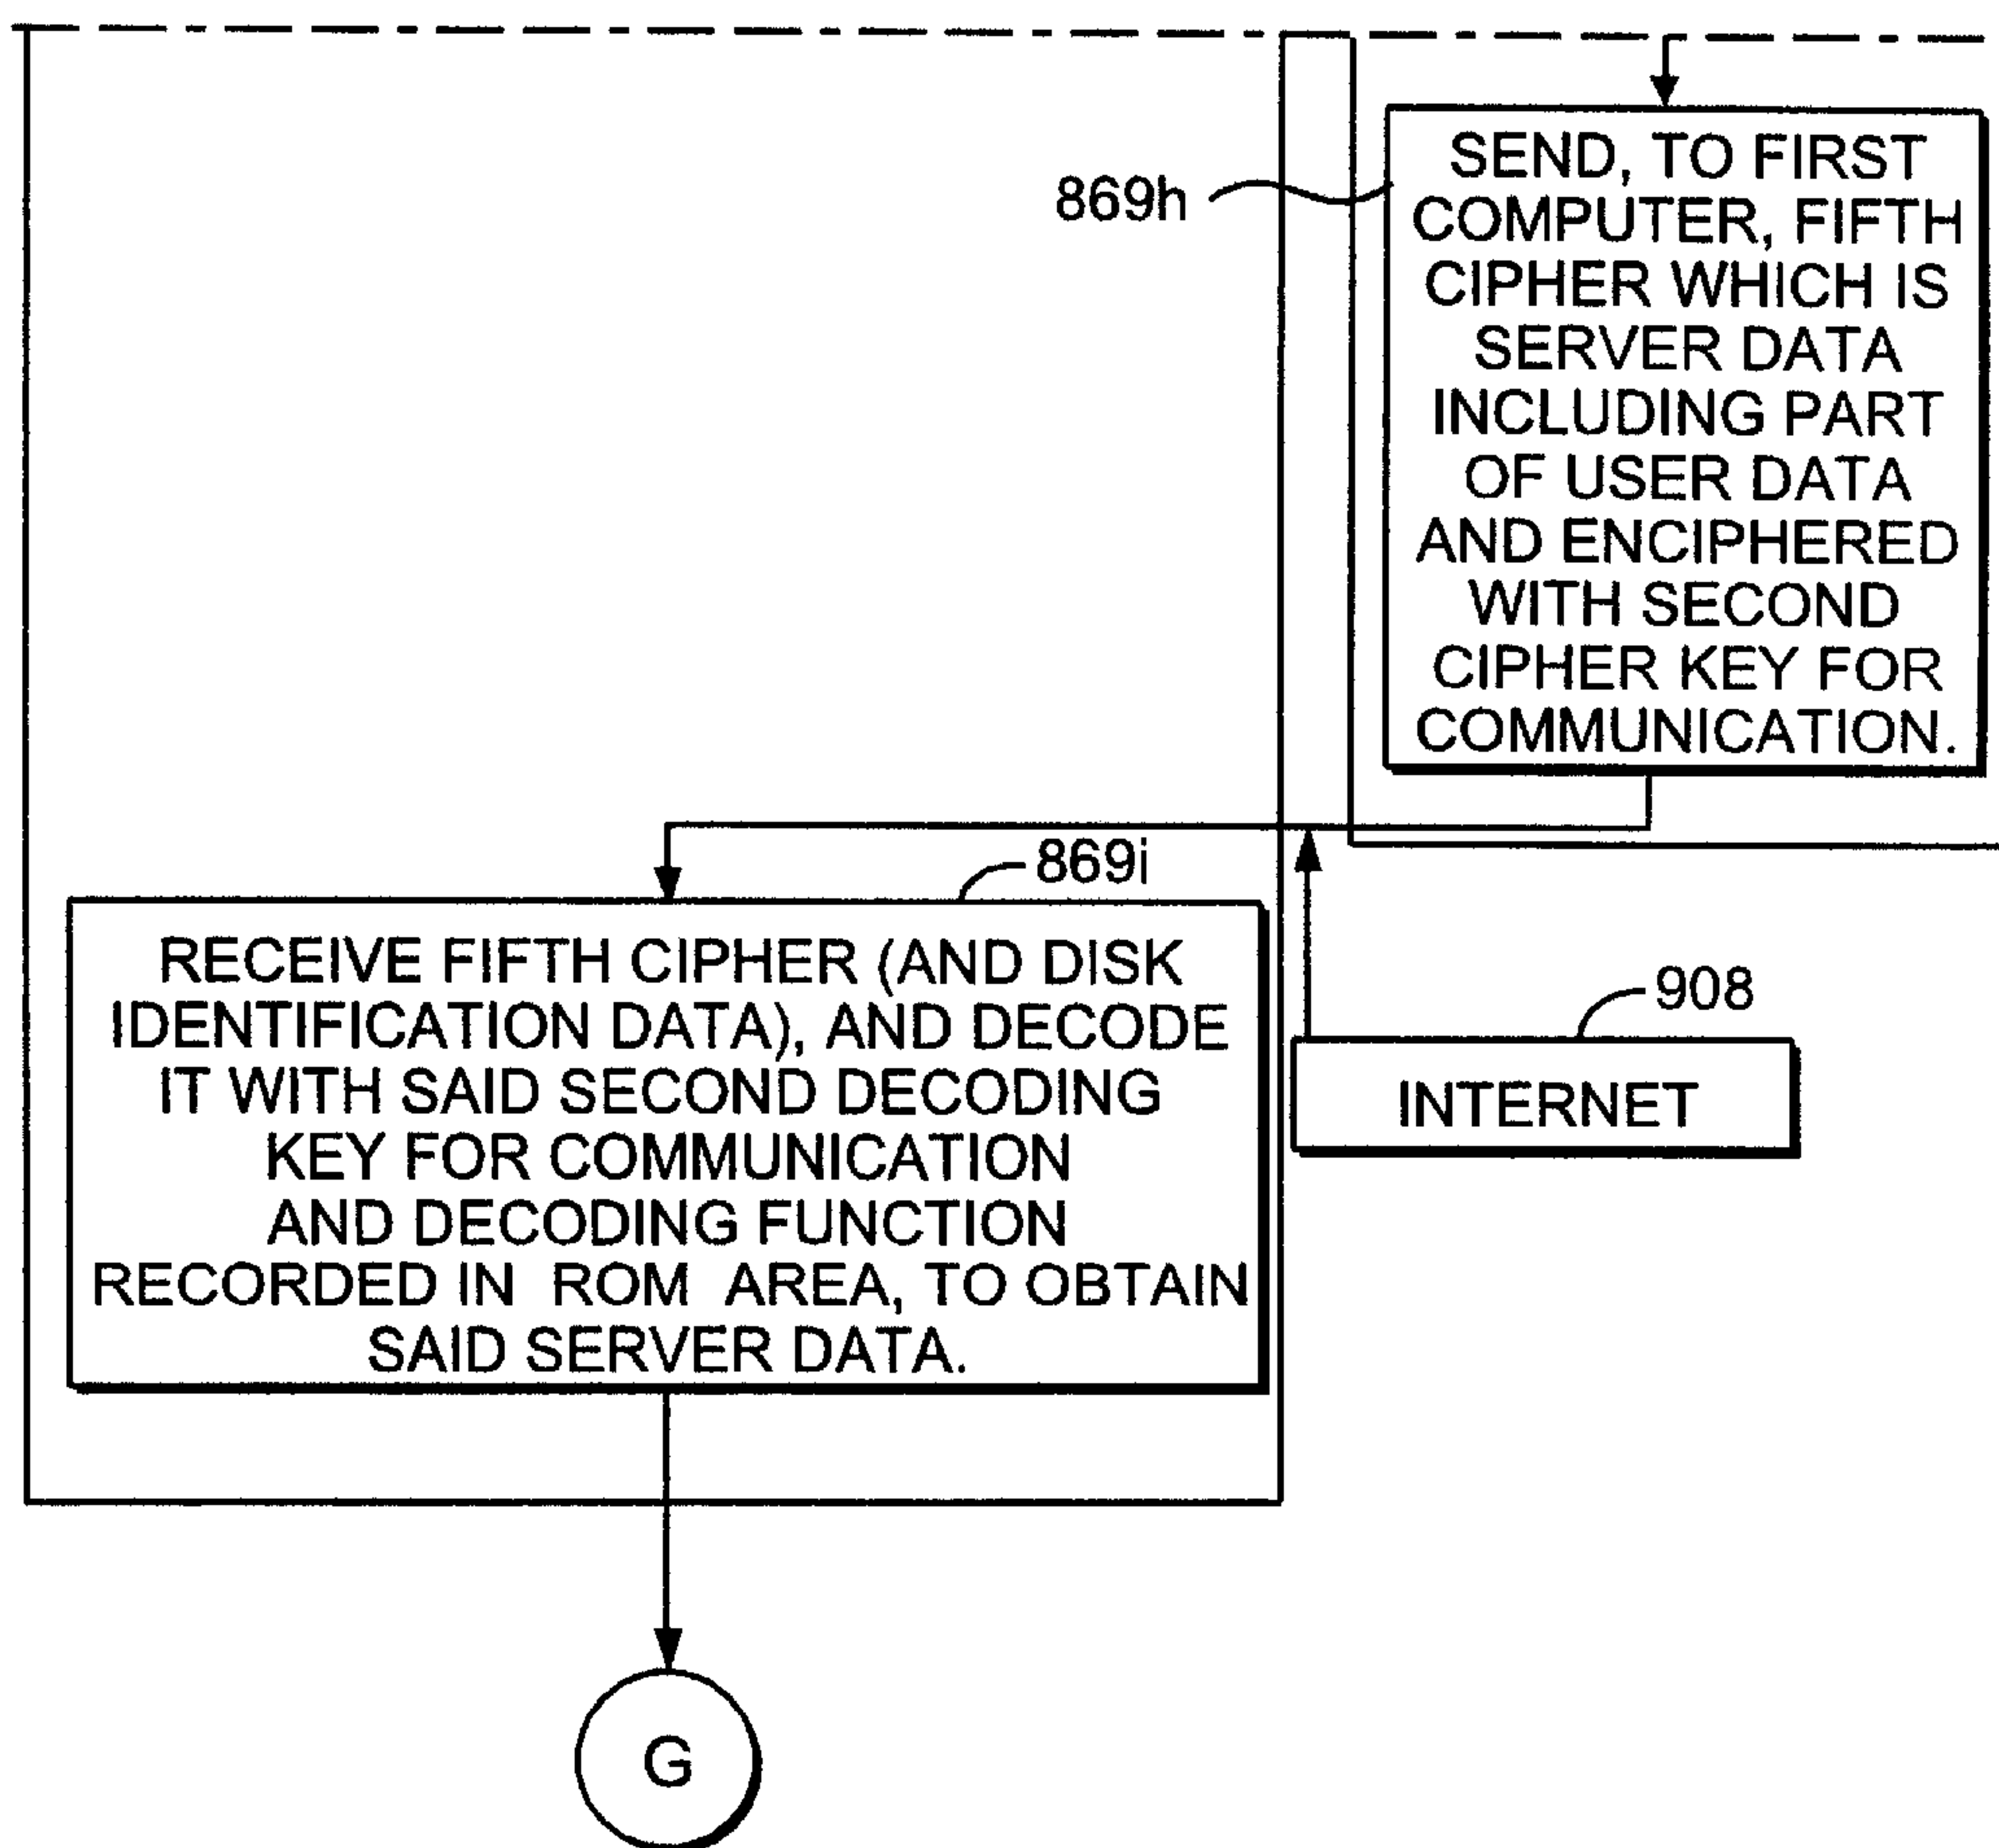 869h
SEND, TO FIRST
COMPUTER, FIFTH
CIPHER WHICH IS
SERVER DATA
INCLUDING PART
OF USER DATA
AND ENCIPHERED
WITH SECOND
CIPHER KEY FOR
COMMUNICATION.
869i
RECEIVE FIFTH CIPHER (AND DISK
IDENTIFICATION DATA), AND DECODE
IT WITH SAID SECOND DECODING
KEY FOR COMMUNICATION
AND DECODING FUNCTION
RECORDED IN ROM AREA, TO OBTAIN
SAID SERVER DATA.
908
INTERNET
G